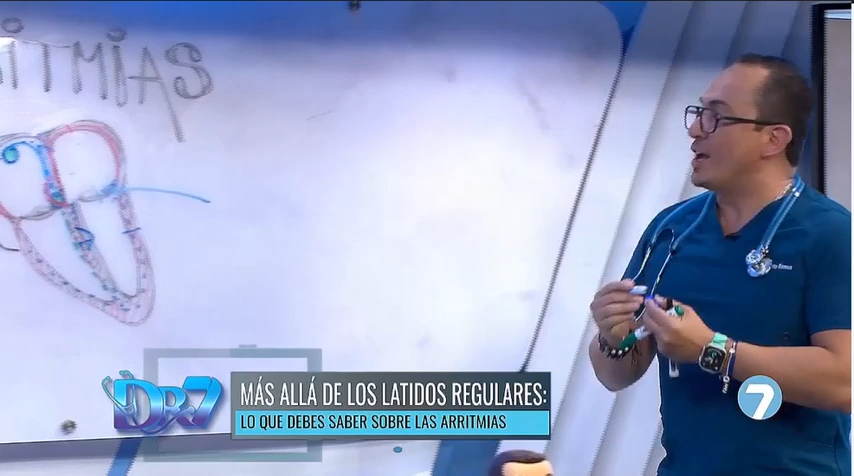 RITMIAS
DR7
MÁS ALLÁ DE LOS LATIDOS REGULARES:
LO QUE DEBES SABER SOBRE LAS ARRITMIAS
7